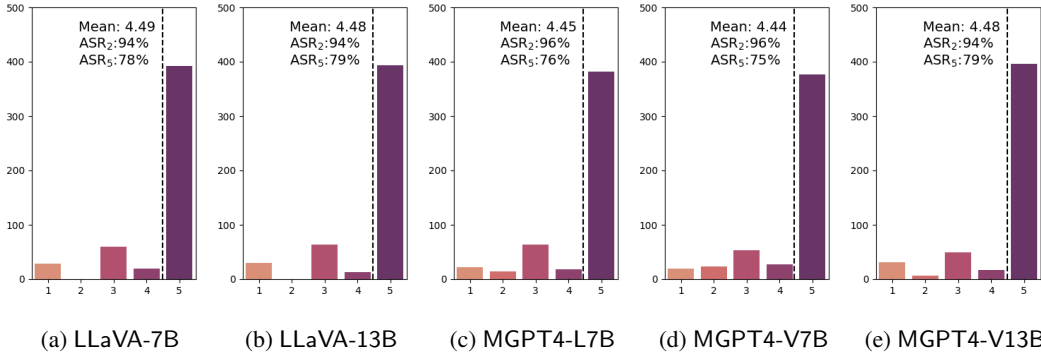 500
400
300
200
100
0
1 2 3 4 5
Mean: 4.49
ASR₂:94%
ASR₅:78%
(a) LLaVA-7B
500
400
300
200
100
0
1 2 3 4 5
Mean: 4.48
ASR₂:94%
ASR₅:79%
(b) LLaVA-13B
500
400
300
200
100
0
1 2 3 4 5
Mean: 4.45
ASR₂:96%
ASR₅:76%
(c) MGPT4-L7B
500
400
300
200
100
0
1 2 3 4 5
Mean: 4.44
ASR₂:96%
ASR₅:75%
(d) MGPT4-V7B
500
400
300
200
100
0
1 2 3 4 5
Mean: 4.48
ASR₂:94%
ASR₅:79%
(e) MGPT4-V13B